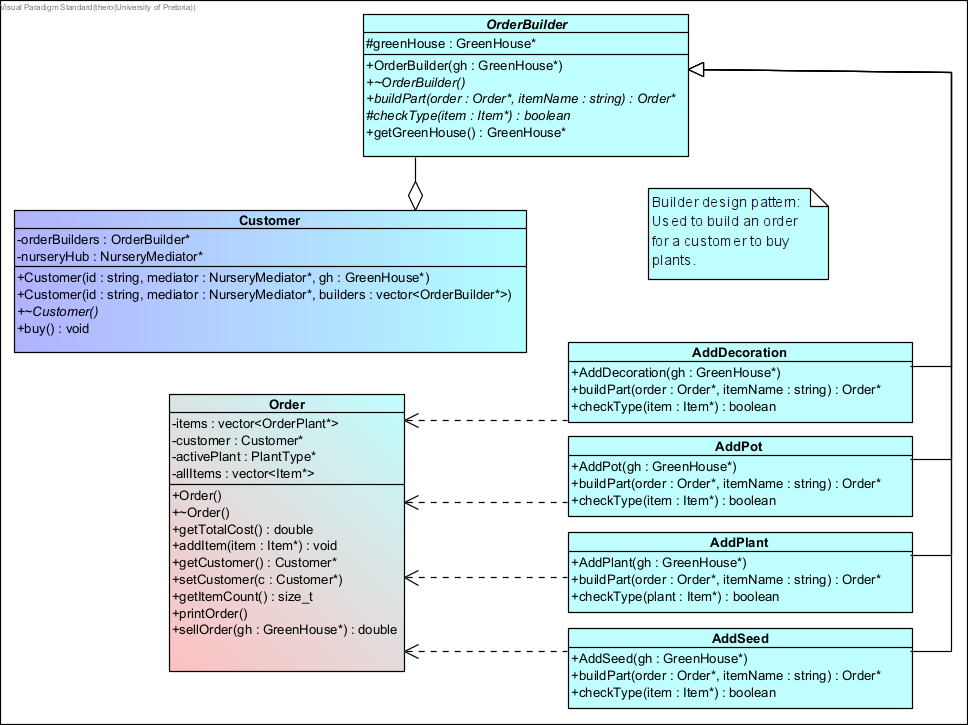 Visual Paradigm Standard(thero(University of Pretoria))
OrderBuilder
#greenHouse : GreenHouse*
+OrderBuilder(gh : GreenHouse*)
+~OrderBuilder()
+buildPart(order : Order*, itemName : string) : Order*
#checkType(item : Item*) : boolean
+getGreenHouse() : GreenHouse*
Customer
-orderBuilders : OrderBuilder*
-nurseryHub : NurseryMediator*
+Customer(id : string, mediator : NurseryMediator*, gh : GreenHouse*)
+Customer(id : string, mediator : NurseryMediator*, builders : vector<OrderBuilder*>)
+~Customer()
+buy() : void
Builder design pattern:
Used to build an order
for a customer to buy
plants.
AddDecoration
+AddDecoration(gh : GreenHouse*)
+buildPart(order : Order*, itemName : string) : Order*
+checkType(item : Item*) : boolean
Order
-items : vector<OrderPlant*>
-customer : Customer*
-activePlant : PlantType*
-allItems : vector<Item*>
+Order()
+~Order()
+getTotalCost() : double
+addItem(item : Item*) : void
+getCustomer() : Customer*
+setCustomer(c : Customer*)
+getItemCount() : size_t
+printOrder()
+sellOrder(gh : GreenHouse*) : double
AddPot
+AddPot(gh : GreenHouse*)
+buildPart(order : Order*, itemName : string) : Order*
+checkType(item : Item*) : boolean
AddPlant
+AddPlant(gh : GreenHouse*)
+buildPart(order : Order*, itemName : string) : Order*
+checkType(plant : Item*) : boolean
AddSeed
+AddSeed(gh : GreenHouse*)
+buildPart(order : Order*, itemName : string) : Order*
+checkType(item : Item*) : boolean